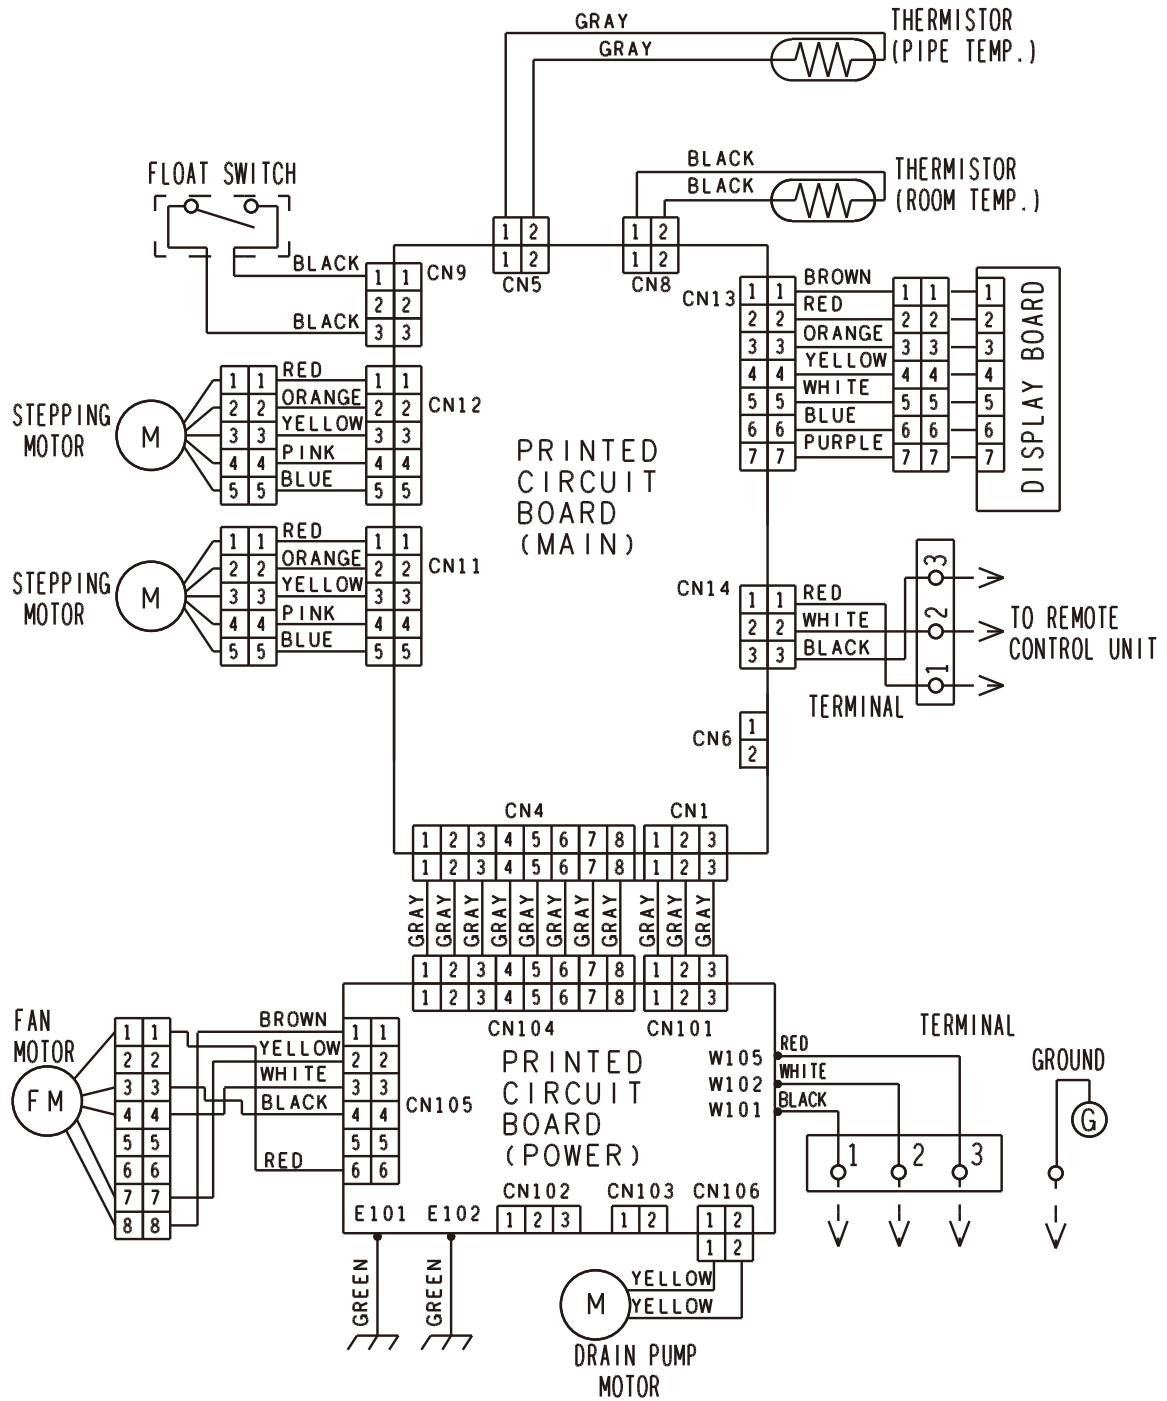 GRAY
THERMISTOR
(PIPE TEMP.)
GRAY
BLACK
THERMISTOR
(ROOM TEMP.)
BLACK
FLOAT SWITCH
1 2
1 2
CN5
1 2
1 2
CN8
BLACK
BLACK
1 1
2 2
3 3
CN9
STEPPING
MOTOR
M
1 1 RED 1 1
2 2 ORANGE 2 2
3 3 YELLOW 3 3
4 4 PINK 4 4
5 5 BLUE 5 5
CN12
STEPPING
MOTOR
M
1 1 RED 1 1
2 2 ORANGE 2 2
3 3 YELLOW 3 3
4 4 PINK 4 4
5 5 BLUE 5 5
CN11
PRINTED
CIRCUIT
BOARD
(MAIN)
CN13
1 1 BROWN 1 1 1
2 2 RED 2 2 2
3 3 ORANGE 3 3 3
4 4 YELLOW 4 4 4
5 5 WHITE 5 5 5
6 6 BLUE 6 6 6
7 7 PURPLE 7 7 7
DISPLAY BOARD
CN14
1 1 RED
2 2 WHITE
3 3 BLACK
3
2
1
TERMINAL
TO REMOTE
CONTROL UNIT
CN6
1
2
CN4
CN1
1 2 3 4 5 6 7 8 1 2 3
1 2 3 4 5 6 7 8 1 2 3
GRAY GRAY GRAY GRAY GRAY GRAY GRAY GRAY GRAY GRAY GRAY
1 2 3 4 5 6 7 8 1 2 3
1 2 3 4 5 6 7 8 1 2 3
CN104
CN101
FAN
MOTOR
FM
1 1
2 2
3 3
4 4
5 5
6 6
7 7
8 8
BROWN
YELLOW
WHITE
BLACK
RED
1 1
2 2
3 3
4 4
5 5
6 6
CN105
PRINTED
CIRCUIT
BOARD
(POWER)
W105 RED
W102 WHITE
W101 BLACK
TERMINAL
1 2 3
GROUND
G
E101 E102
CN102
1 2 3
CN103
1 2
CN106
1 2
1 2
GREEN
GREEN
M
YELLOW
YELLOW
DRAIN PUMP
MOTOR